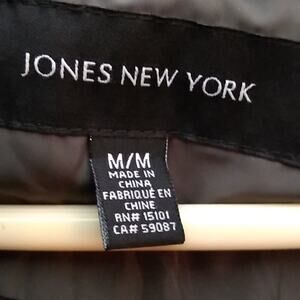 JONES NEW YORK
M/M
MADE IN
CHINA
FABRIQUÉ EN
CHINE
RN# 15101
CA# 59087